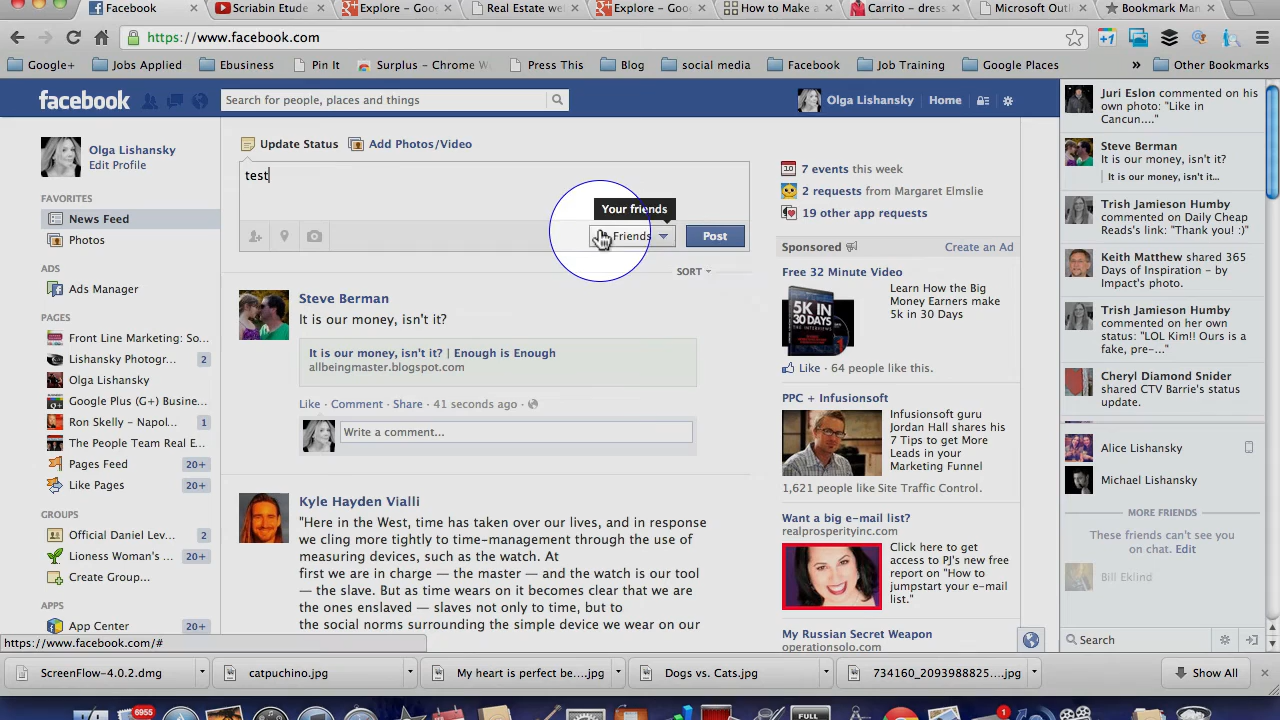 Facebook
Scriabin Etude
Explore – Goo
Real Estate we
Explore – Goo
How to Make a
Carrito – dress
Microsoft Outl
Bookmark Man
https://www.facebook.com
Google+
Jobs Applied
Ebusiness
Pin It
Surplus – Chrome W
Press This
Blog
social media
Facebook
Job Training
Google Places
»
Other Bookmarks
facebook
Search for people, places and things
Olga Lishansky
Home
Olga Lishansky
Edit Profile
FAVORITES
News Feed
Photos
ADS
Ads Manager
PAGES
Front Line Marketing: So...
Lishansky Photogr... 2
Olga Lishansky
Google Plus (G+) Busine...
Ron Skelly – Napou... 1
The People Team Real E...
Pages Feed 20+
Like Pages 20+
GROUPS
Official Daniel Lev... 2
Lioness Woman's ... 20+
Create Group...
APPS
App Center 20+
https://www.facebook.com/#
Update Status
Add Photos/Video
test
Your friends
Friends
Post
SORT
Steve Berman
It is our money, isn't it?
It is our money, isn't it? | Enough is Enough
allbeingmaster.blogspot.com
Like · Comment · Share · 41 seconds ago ·
Write a comment...
Kyle Hayden Vialli
"Here in the West, time has taken over our lives, and in response
we cling more tightly to time-management through the use of
measuring devices, such as the watch. At
first we are in charge — the master — and the watch is our tool
— the slave. But as time wears on it becomes clear that we are
the ones enslaved — slaves not only to time, but to
the social norms surrounding the simple device we wear on our
10
7 events this week
2 requests from Margaret Elmslie
19 other app requests
Sponsored
Create an Ad
Free 32 Minute Video
5K IN
30 DAYS
THE INTERVIEWS
Learn How the Big
Money Earners make
5k in 30 Days
Like · 64 people like this.
PPC + Infusionsoft
Infusionsoft guru
Jordan Hall shares his
7 Tips to get More
Leads in your
Marketing Funnel
1,621 people like Site Traffic Control.
Want a big e-mail list?
realprosperityinc.com
Click here to get
access to PJ's new free
report on "How to
jumpstart your e-mail
list."
My Russian Secret Weapon
operationsolo.com
Juri Eslon
commented on his
own photo: "Like in
Cancun...."
Steve Berman
It is our money, isn't it?
It is our money, isn't it...
Trish Jamieson Humby
commented on Daily Cheap
Reads's link: "Thank you! :)"
Keith Matthew shared 365
Days of Inspiration – by
Impact's photo.
Trish Jamieson Humby
commented on her own
status: "LOL Kim!! Ours is a
fake, pre-..."
Cheryl Diamond Snider
shared CTV Barrie's status
update.
Alice Lishansky
Michael Lishansky
MORE FRIENDS
These friends can't see you
on chat. Edit
Bill Eklind
Search
ScreenFlow-4.0.2.dmg
catpuchino.jpg
My heart is perfect be....jpg
Dogs vs. Cats.jpg
734160_2093988825....jpg
Show All
6955
FULL
1